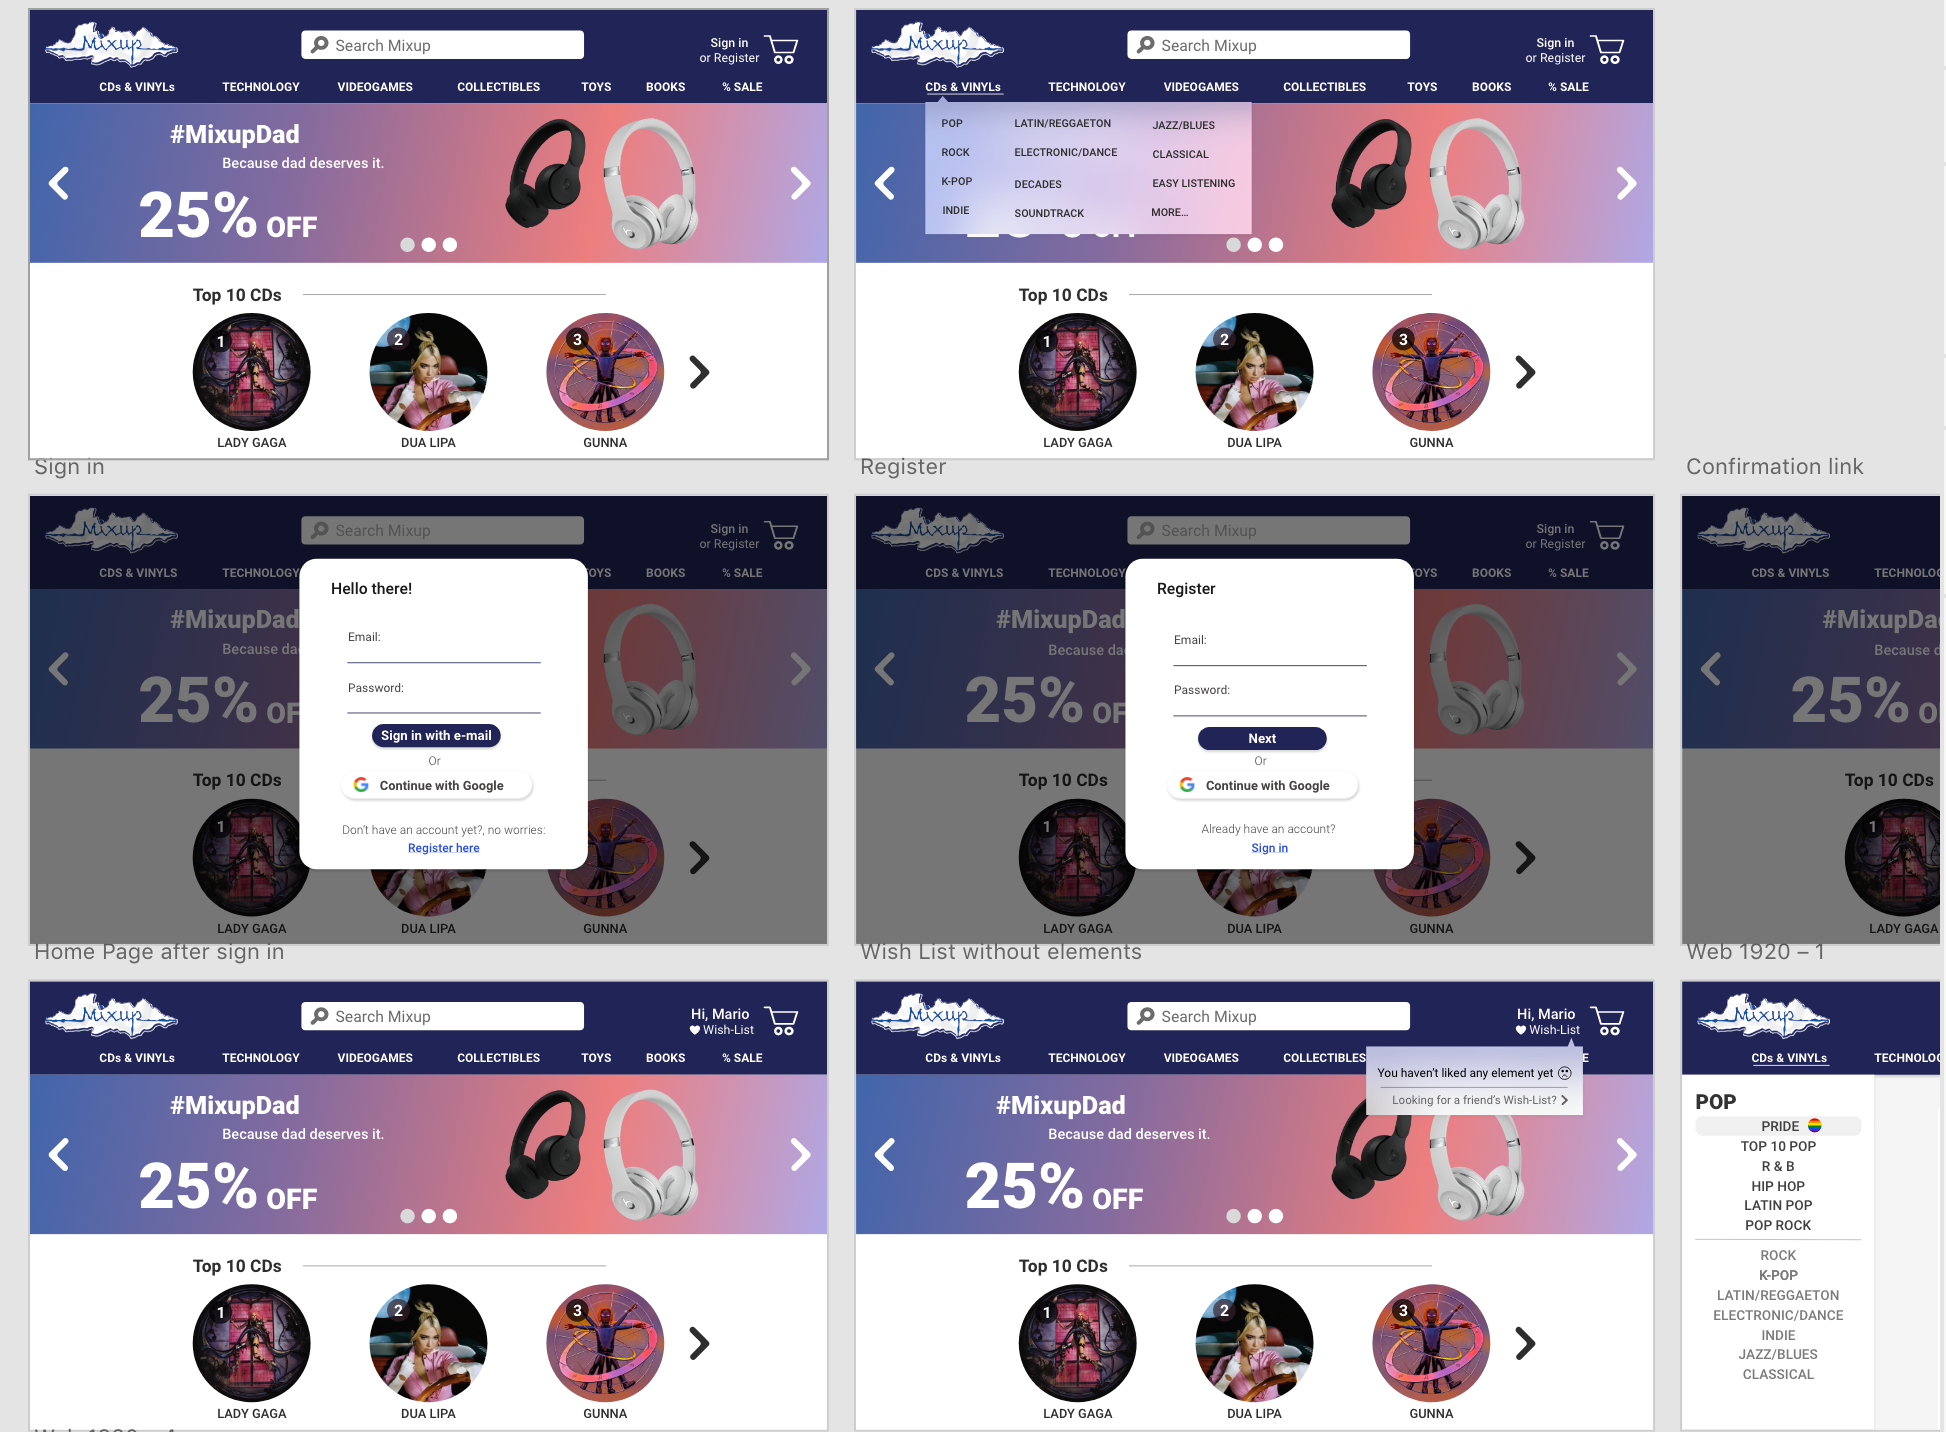 Mixup
Search Mixup
Sign in
or Register
CDs & VINYLs TECHNOLOGY VIDEOGAMES COLLECTIBLES TOYS BOOKS % SALE
#MixupDad
Because dad deserves it.
25% OFF
Top 10 CDs
1
2
3
LADY GAGA
DUA LIPA
GUNNA
Mixup
Search Mixup
Sign in
or Register
CDs & VINYLs TECHNOLOGY VIDEOGAMES COLLECTIBLES TOYS BOOKS % SALE
POP LATIN/REGGAETON JAZZ/BLUES
ROCK ELECTRONIC/DANCE CLASSICAL
K-POP DECADES EASY LISTENING
INDIE SOUNDTRACK MORE...
Top 10 CDs
1
2
3
LADY GAGA
DUA LIPA
GUNNA
Sign in
Register
Confirmation link
Mixup
Search Mixup
Sign in
or Register
CDS & VINYLS TECHNOLOGY OYS BOOKS % SALE
#MixupDad
Because da
25% OF
Top 10 CDs
1
LADY GAGA
DUA LIPA
GUNNA
Hello there!
Email:
Password:
Sign in with e-mail
Or
Continue with Google
Don't have an account yet?, no worries:
Register here
Mixup
Search Mixup
Sign in
or Register
CDS & VINYLS TECHNOLOGY OYS BOOKS % SALE
#MixupDad
Because da
25% OF
Top 10 CDs
1
LADY GAGA
DUA LIPA
GUNNA
Register
Email:
Password:
Next
Or
Continue with Google
Already have an account?
Sign in
Mixup
CDS & VINYLS TECHNOLOG
#MixupDa
Because d
25% O
Top 10 CDs
1
LADY GAGA
Home Page after sign in
Wish List without elements
Web 1920 – 1
Mixup
Search Mixup
Hi, Mario
Wish-List
CDs & VINYLs TECHNOLOGY VIDEOGAMES COLLECTIBLES TOYS BOOKS % SALE
#MixupDad
Because dad deserves it.
25% OFF
Top 10 CDs
1
2
3
LADY GAGA
DUA LIPA
GUNNA
Mixup
Search Mixup
Hi, Mario
Wish-List
CDs & VINYLs TECHNOLOGY VIDEOGAMES COLLECTIBLES E
You haven't liked any element yet
Looking for a friend's Wish-List?
#MixupDad
Because dad deserves it.
25% OFF
Top 10 CDs
1
2
3
LADY GAGA
DUA LIPA
GUNNA
Mixup
CDs & VINYLs TECHNOLOG
POP
PRIDE
TOP 10 POP
R & B
HIP HOP
LATIN POP
POP ROCK
ROCK
K-POP
LATIN/REGGAETON
ELECTRONIC/DANCE
INDIE
JAZZ/BLUES
CLASSICAL